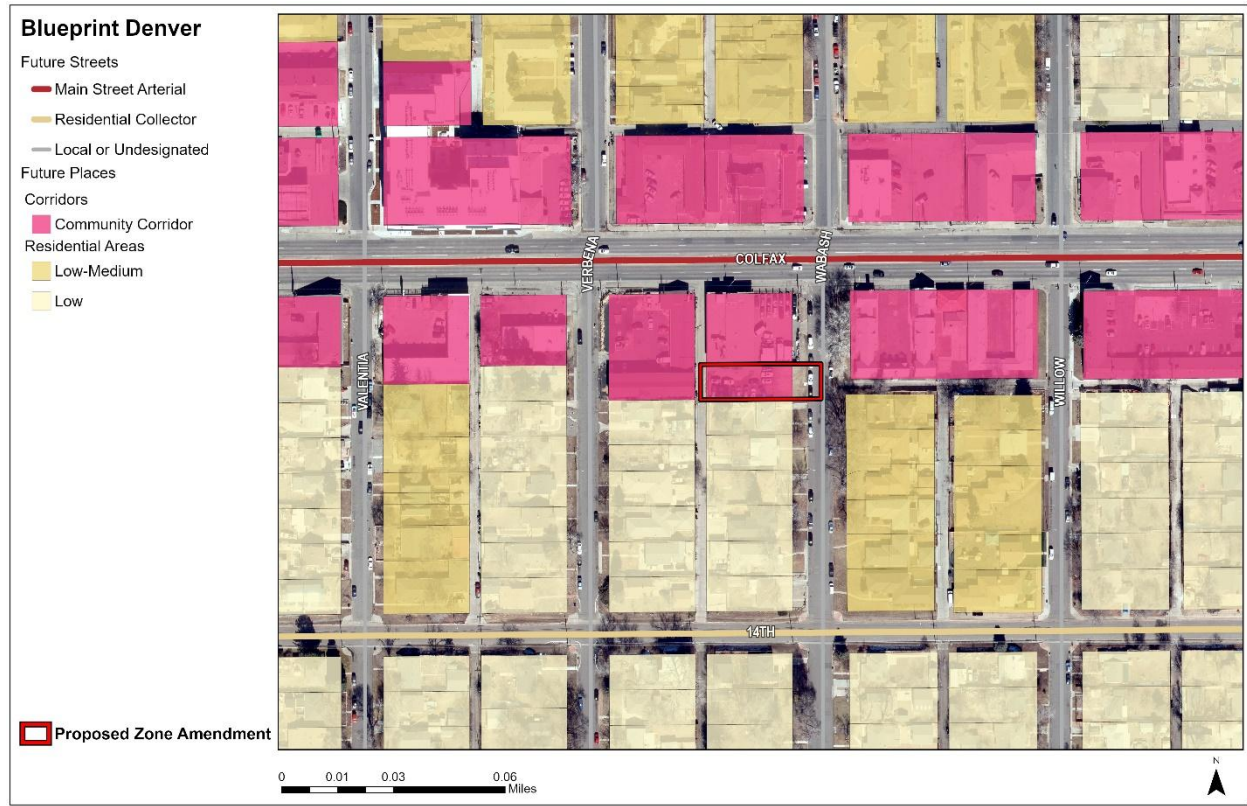 Blueprint Denver
Future Streets
Main Street Arterial
Residential Collector
Local or Undesignated
Future Places
Corridors
Community Corridor
Residential Areas
Low-Medium
Low
Proposed Zone Amendment
COLFAX
VERBENA
WABASH
VALENTIA
WILLOW
14TH
0 0.01 0.03 0.06
Miles
N